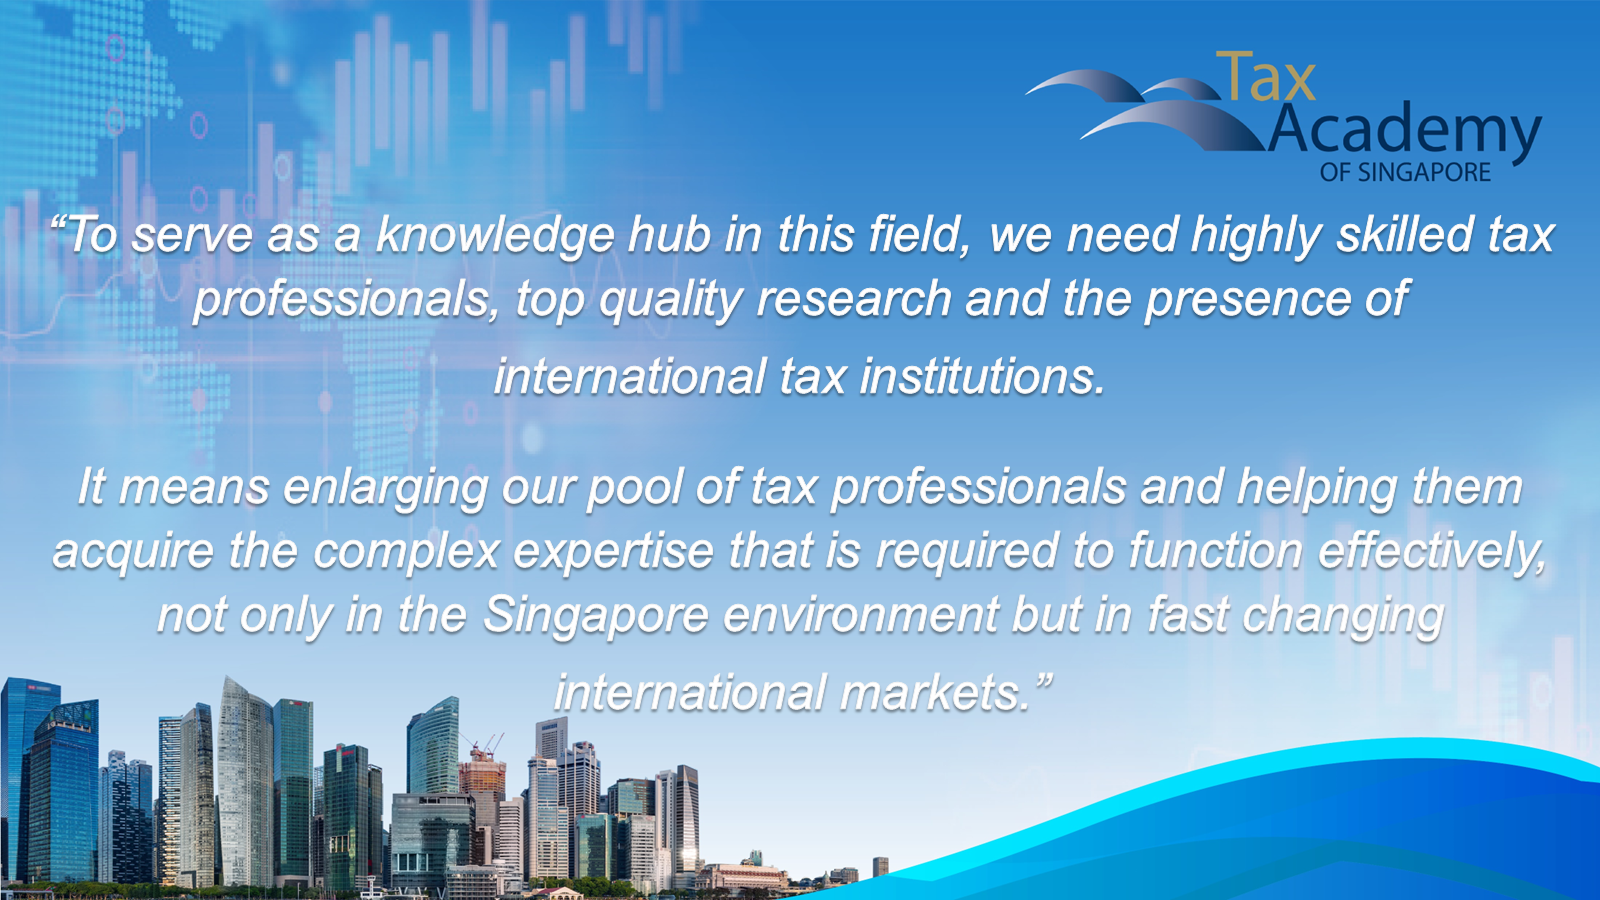 Tax
Academy
OF SINGAPORE
“To serve as a knowledge hub in this field, we need highly skilled tax
professionals, top quality research and the presence of
international tax institutions.
It means enlarging our pool of tax professionals and helping them
acquire the complex expertise that is required to function effectively,
not only in the Singapore environment but in fast changing
international markets.”